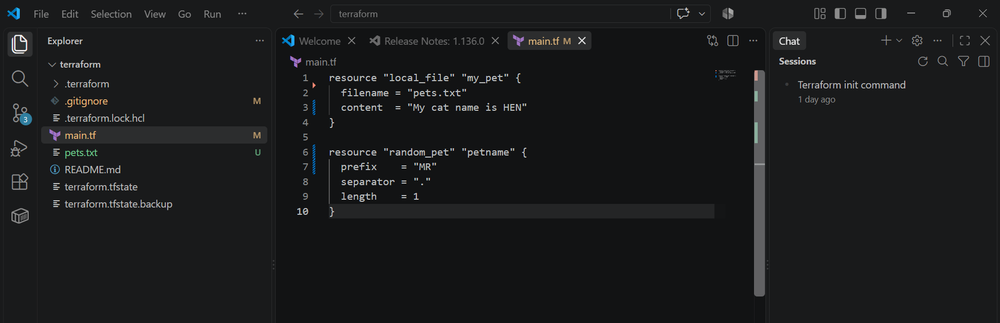 File Edit Selection View Go Run ···
terraform
Explorer
terraform
.terraform
.gitignore M
.terraform.lock.hcl
main.tf M
pets.txt U
README.md
terraform.tfstate
terraform.tfstate.backup
3
Welcome
Release Notes: 1.136.0
main.tf M
main.tf
1 resource "local_file" "my_pet" {
2 filename = "pets.txt"
3 content  = "My cat name is HEN"
4 }
5
6 resource "random_pet" "petname" {
7 prefix    = "MR"
8 separator = "."
9 length    = 1
10 }
Chat
Sessions
Terraform init command
1 day ago